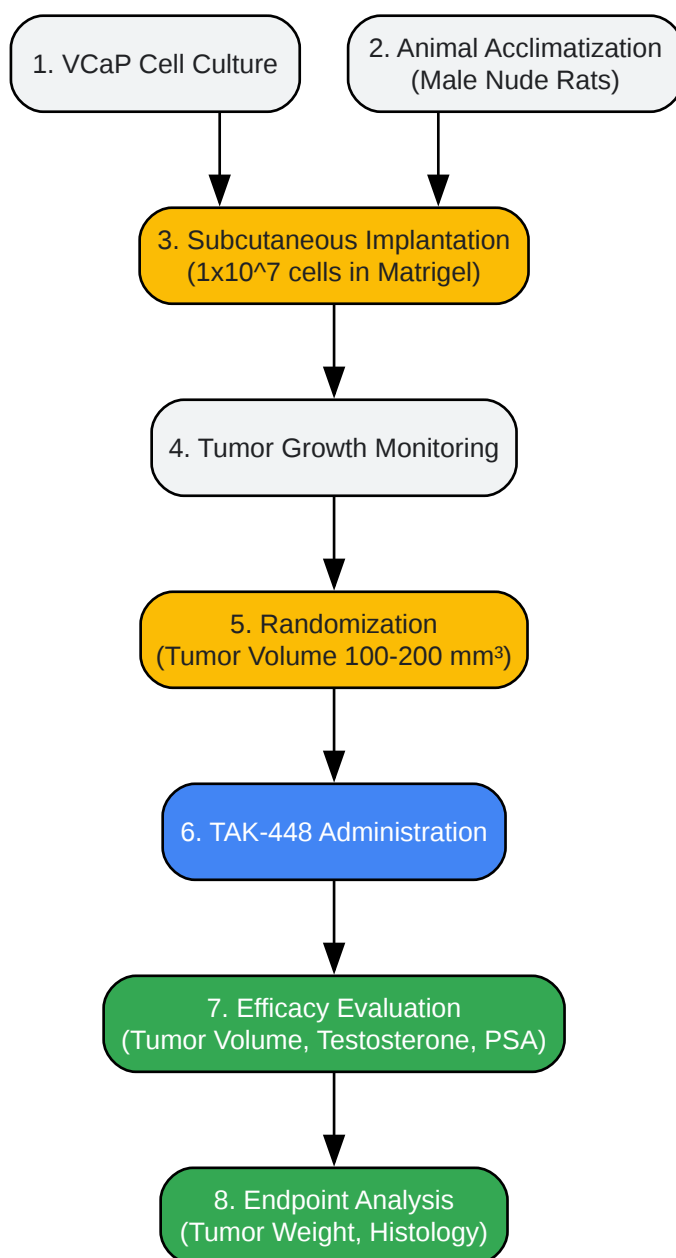 1. VCaP Cell Culture
2. Animal Acclimatization
(Male Nude Rats)
3. Subcutaneous Implantation
(1x10^7 cells in Matrigel)
4. Tumor Growth Monitoring
5. Randomization
(Tumor Volume 100-200 mm³)
6. TAK-448 Administration
7. Efficacy Evaluation
(Tumor Volume, Testosterone, PSA)
8. Endpoint Analysis
(Tumor Weight, Histology)